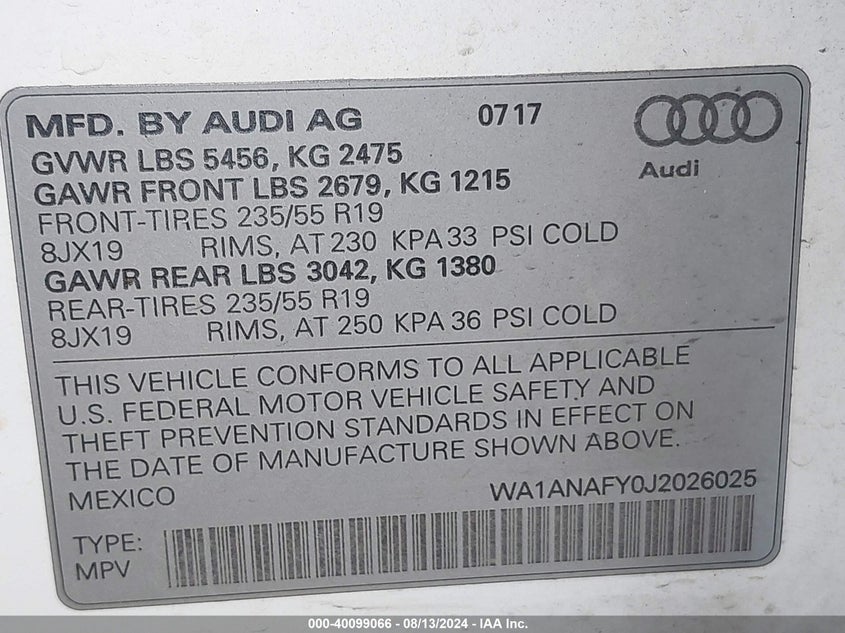 MFD. BY AUDI AG 0717
Audi
GVWR LBS 5456, KG 2475
GAWR FRONT LBS 2679, KG 1215
FRONT-TIRES 235/55 R19
8JX19 RIMS, AT 230 KPA 33 PSI COLD
GAWR REAR LBS 3042, KG 1380
REAR-TIRES 235/55 R19
8JX19 RIMS, AT 250 KPA 36 PSI COLD
THIS VEHICLE CONFORMS TO ALL APPLICABLE
U.S. FEDERAL MOTOR VEHICLE SAFETY AND
THEFT PREVENTION STANDARDS IN EFFECT ON
THE DATE OF MANUFACTURE SHOWN ABOVE.
MEXICO WA1ANAFY0J2026025
TYPE:
MPV
000-40099066 - 08/13/2024 - IAA Inc.